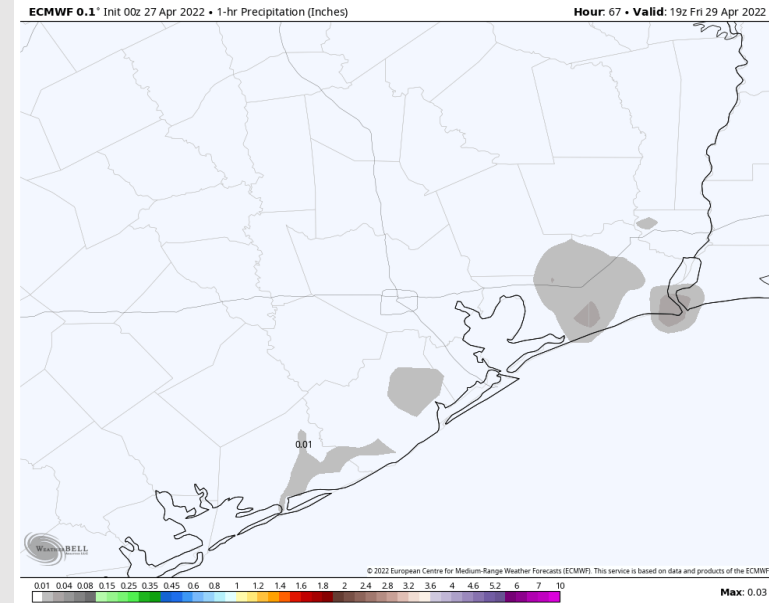 ECMWF 0.1° Init 00z 27 Apr 2022 • 1-hr Precipitation (Inches) Hour: 67 • Valid: 19z Fri 29 Apr 2022
0.01
WEATHERBELL
© 2022 European Centre for Medium-Range Weather Forecasts (ECMWF). This service is based on data and products of the ECMWF
0.01 0.04 0.08 0.15 0.25 0.35 0.45 0.6 0.8 1 1.2 1.4 1.6 1.8 2 2.4 2.8 3.2 3.6 4 4.6 5.2 6 7 10 Max: 0.03